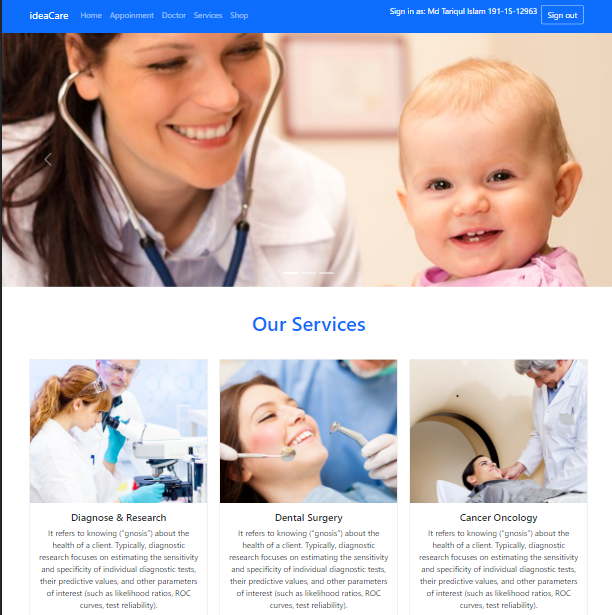 ideaCare Home Appoinment Doctor Services Shop Sign in as: Md Tariqul Islam 191-15-12963 Sign out
Our Services
Diagnose & Research
It refers to knowing ("gnosis") about the
health of a client. Typically, diagnostic
research focuses on estimating the sensitivity
and specificity of individual diagnostic tests,
their predictive values, and other parameters
of interest (such as likelihood ratios, ROC
curves, test reliability).
Dental Surgery
It refers to knowing ("gnosis") about the
health of a client. Typically, diagnostic
research focuses on estimating the sensitivity
and specificity of individual diagnostic tests,
their predictive values, and other parameters
of interest (such as likelihood ratios, ROC
curves, test reliability).
Cancer Oncology
It refers to knowing ("gnosis") about the
health of a client. Typically, diagnostic
research focuses on estimating the sensitivity
and specificity of individual diagnostic tests,
their predictive values, and other parameters
of interest (such as likelihood ratios, ROC
curves, test reliability).